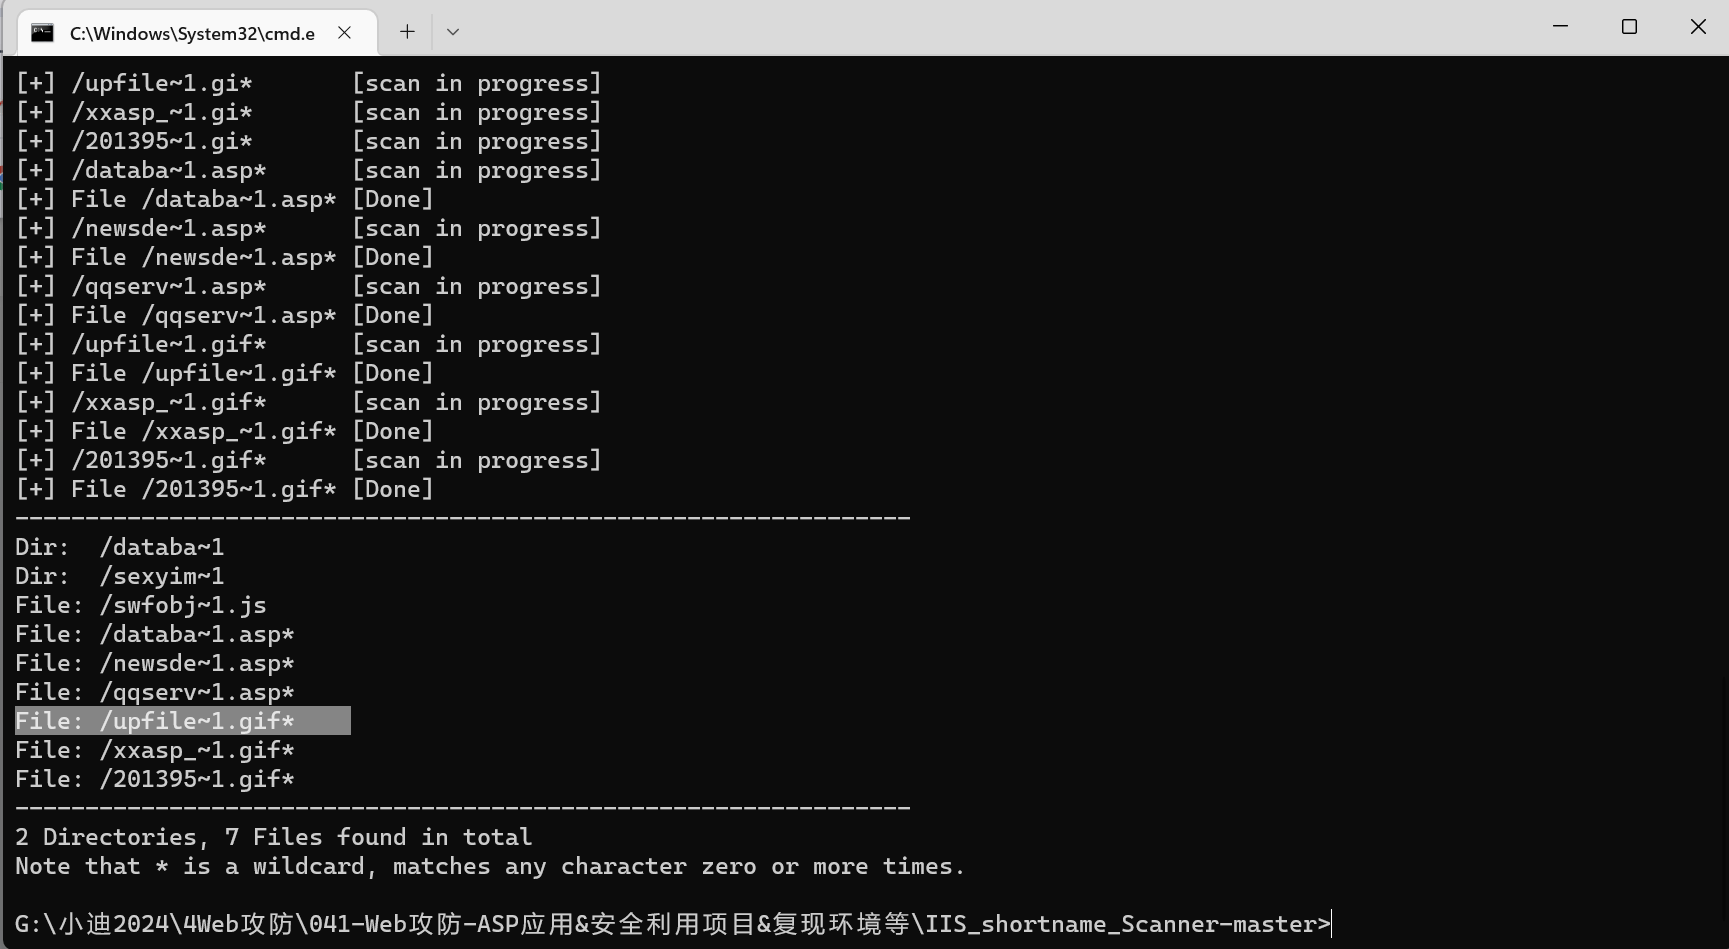 C:\Windows\System32\cmd.e
[+] /upfile~1.gi* [scan in progress]
[+] /xxasp_~1.gi* [scan in progress]
[+] /201395~1.gi* [scan in progress]
[+] /databa~1.asp* [scan in progress]
[+] File /databa~1.asp* [Done]
[+] /newsde~1.asp* [scan in progress]
[+] File /newsde~1.asp* [Done]
[+] /qqserv~1.asp* [scan in progress]
[+] File /qqserv~1.asp* [Done]
[+] /upfile~1.gif* [scan in progress]
[+] File /upfile~1.gif* [Done]
[+] /xxasp_~1.gif* [scan in progress]
[+] File /xxasp_~1.gif* [Done]
[+] /201395~1.gif* [scan in progress]
[+] File /201395~1.gif* [Done]
----------------------------------------------------------------
Dir:  /databa~1
Dir:  /sexyim~1
File: /swfobj~1.js
File: /databa~1.asp*
File: /newsde~1.asp*
File: /qqserv~1.asp*
File: /upfile~1.gif*
File: /xxasp_~1.gif*
File: /201395~1.gif*
----------------------------------------------------------------
2 Directories, 7 Files found in total
Note that * is a wildcard, matches any character zero or more times.
G:\小迪2024\4Web攻防\041-Web攻防-ASP应用&安全利用项目&复现环境等\IIS_shortname_Scanner-master>